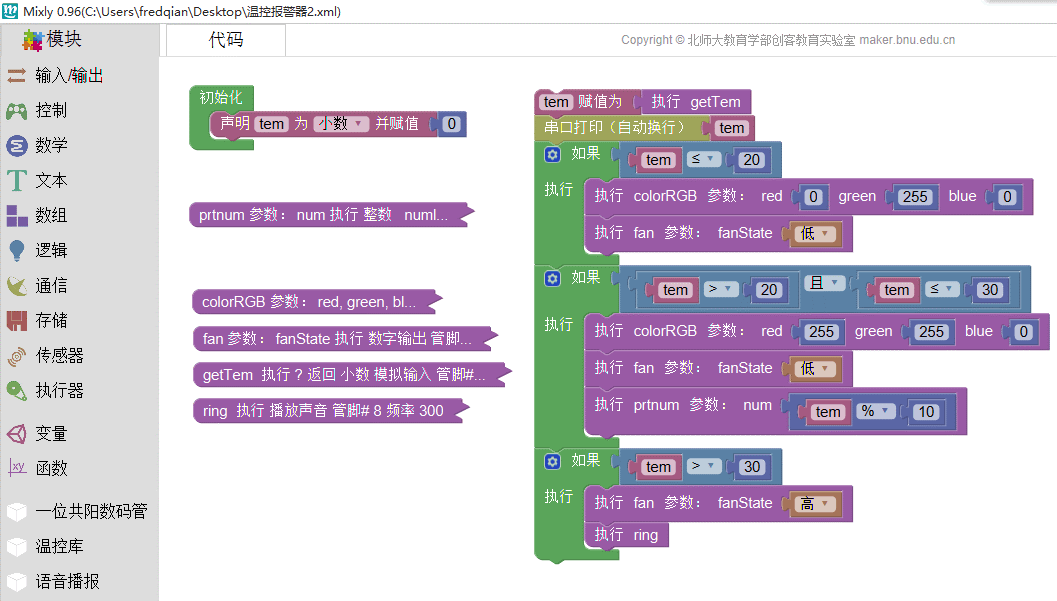 Mixly 0.96(C:\Users\fredqian\Desktop\温控报警器2.xml)
模块
代码
Copyright © 北师大教育学部创客教育实验室 maker.bnu.edu.cn
输入/输出
控制
数学
文本
数组
逻辑
通信
存储
传感器
执行器
变量
函数
一位共阳数码管
温控库
语音播报
初始化
声明 tem 为 小数 并赋值 0
prtnum 参数: num 执行 整数 numl...
colorRGB 参数: red, green, bl...
fan 参数: fanState 执行 数字输出 管脚...
getTem 执行 ? 返回 小数 模拟输入 管脚#...
ring 执行 播放声音 管脚# 8 频率 300
tem 赋值为 执行 getTem
串口打印（自动换行） tem
如果 tem ≤ 20
执行 执行 colorRGB 参数: red 0 green 255 blue 0
执行 fan 参数: fanState 低
如果 tem > 20 且 tem ≤ 30
执行 执行 colorRGB 参数: red 255 green 255 blue 0
执行 fan 参数: fanState 低
执行 prtnum 参数: num tem % 10
如果 tem > 30
执行 执行 fan 参数: fanState 高
执行 ring